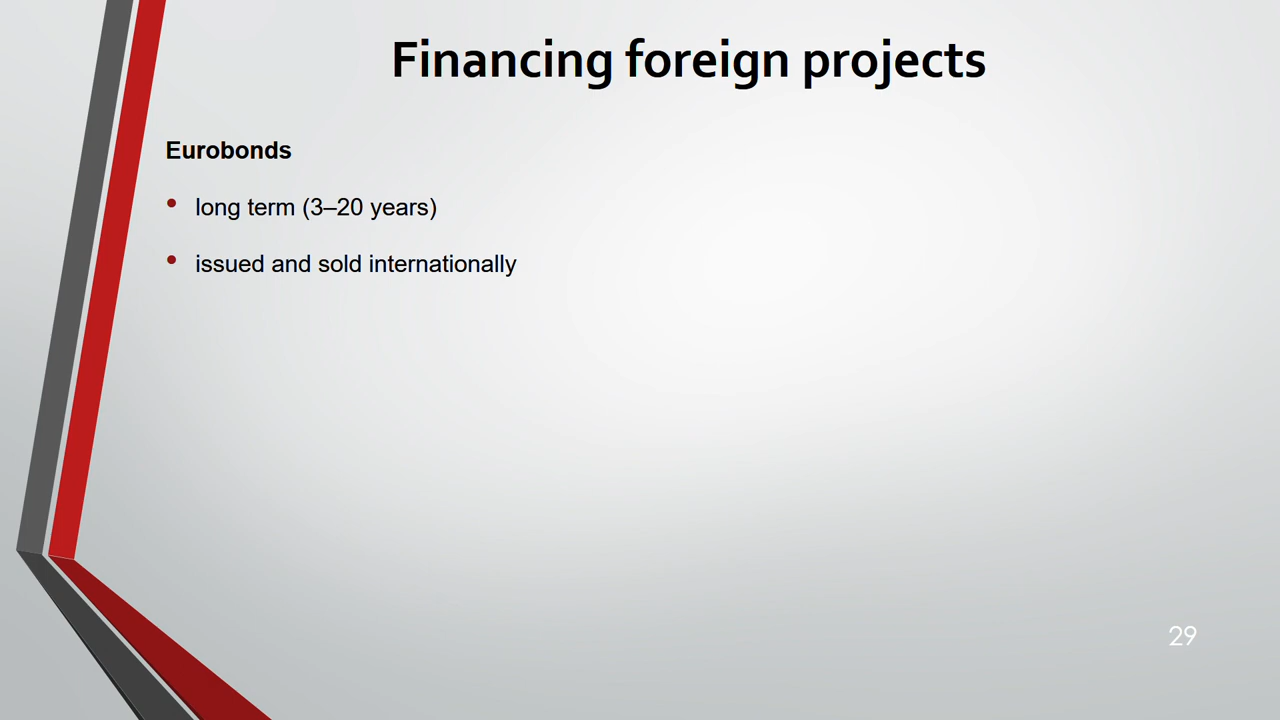 Financing foreign projects
Eurobonds
• long term (3–20 years)
• issued and sold internationally
29